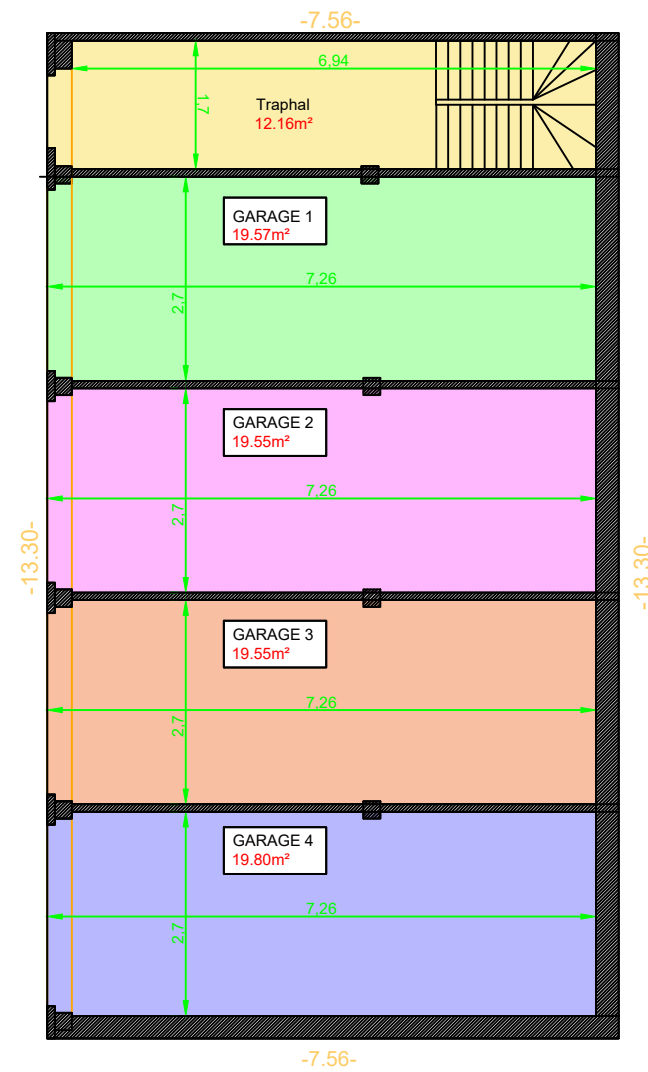 -7.56-
6,94
1,7
Traphal
12.16m²
GARAGE 1
19.57m²
7,26
2,7
GARAGE 2
19.55m²
7,26
2,7
-13.30-
-13.30-
GARAGE 3
19.55m²
7,26
2,7
GARAGE 4
19.80m²
7,26
2,7
-7.56-